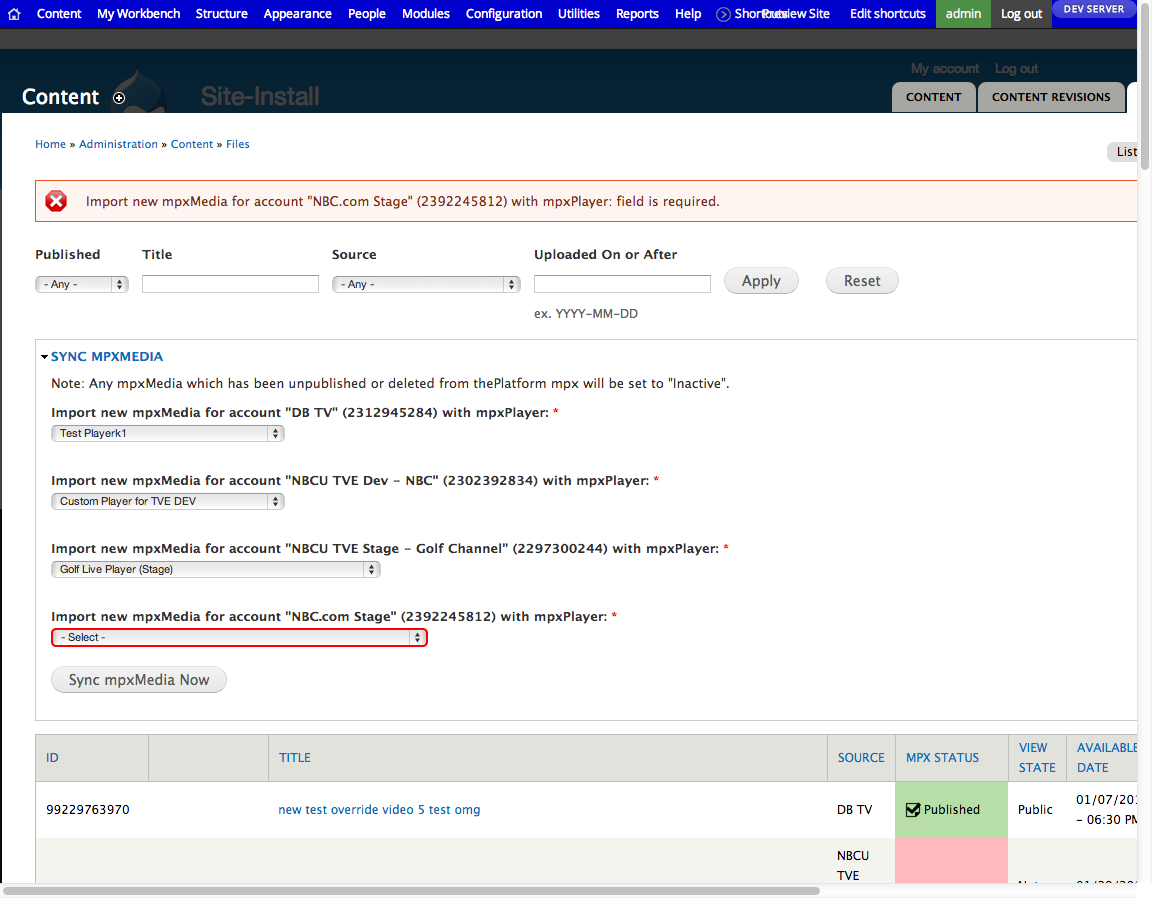 Content My Workbench Structure Appearance People Modules Configuration Utilities Reports Help Shortcuts Preview Site Edit shortcuts admin Log out DEV SERVER
My account Log out
Content Site-Install CONTENT CONTENT REVISIONS
Home » Administration » Content » Files
List
Import new mpxMedia for account "NBC.com Stage" (2392245812) with mpxPlayer: field is required.
Published Title Source Uploaded On or After
- Any - - Any - Apply Reset
ex. YYYY-MM-DD
SYNC MPXMEDIA
Note: Any mpxMedia which has been unpublished or deleted from thePlatform mpx will be set to "Inactive".
Import new mpxMedia for account "DB TV" (2312945284) with mpxPlayer: *
Test Playerk1
Import new mpxMedia for account "NBCU TVE Dev - NBC" (2302392834) with mpxPlayer: *
Custom Player for TVE DEV
Import new mpxMedia for account "NBCU TVE Stage - Golf Channel" (2297300244) with mpxPlayer: *
Golf Live Player (Stage)
Import new mpxMedia for account "NBC.com Stage" (2392245812) with mpxPlayer: *
- Select -
Sync mpxMedia Now
ID TITLE SOURCE MPX STATUS VIEW STATE AVAILABLE DATE
99229763970 new test override video 5 test omg DB TV Published Public 01/07/201 - 06:30 PM
NBCU
TVE